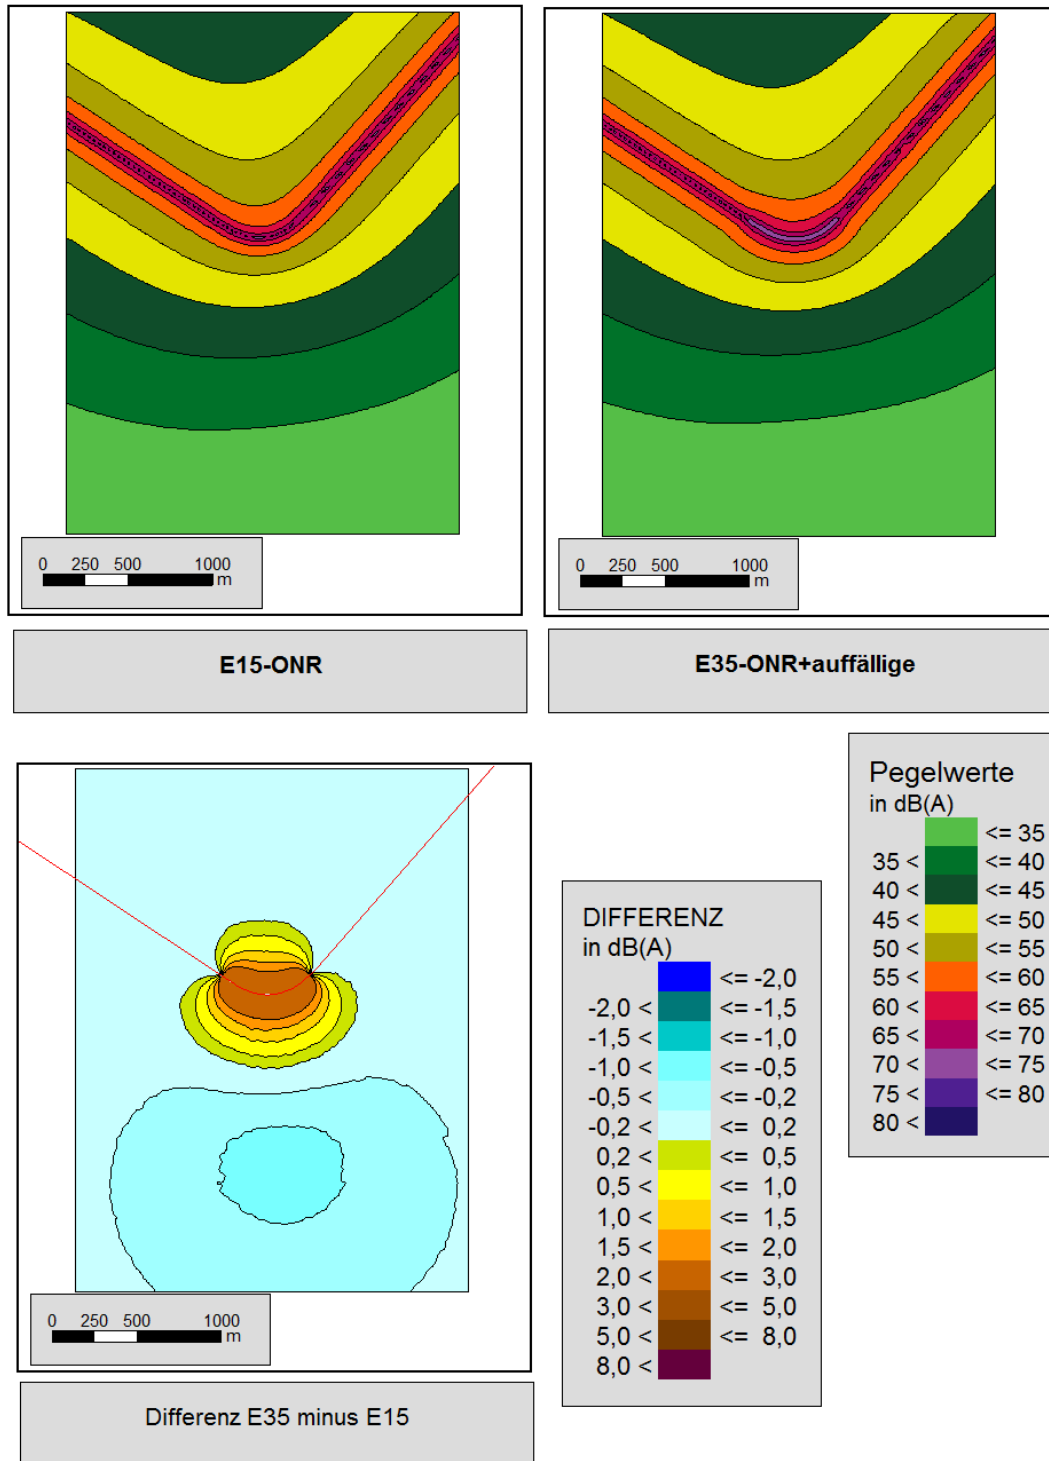 0 250 500 1000
m
0 250 500 1000
m
E15-ONR
E35-ONR+auffällige
Pegelwerte
in dB(A)
<= 35
35 < <= 40
40 < <= 45
45 < <= 50
50 < <= 55
55 < <= 60
60 < <= 65
65 < <= 70
70 < <= 75
75 < <= 80
80 <
DIFFERENZ
in dB(A)
<= -2,0
-2,0 < <= -1,5
-1,5 < <= -1,0
-1,0 < <= -0,5
-0,5 < <= -0,2
-0,2 < <= 0,2
0,2 < <= 0,5
0,5 < <= 1,0
1,0 < <= 1,5
1,5 < <= 2,0
2,0 < <= 3,0
3,0 < <= 5,0
5,0 < <= 8,0
8,0 <
0 250 500 1000
m
Differenz E35 minus E15